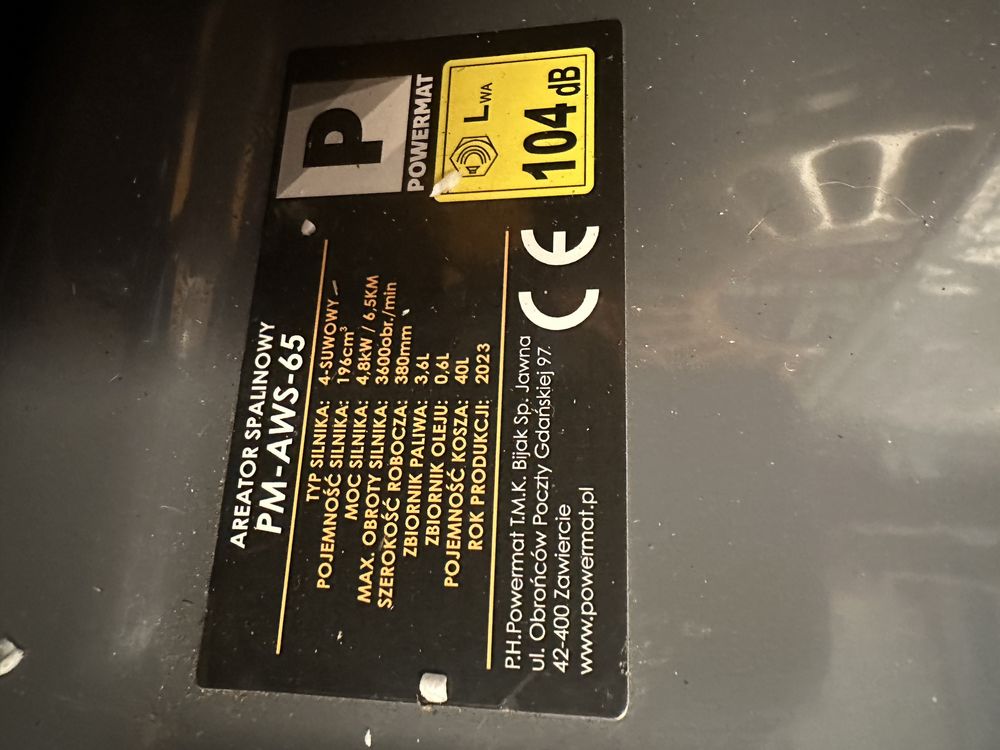 AREATOR SPALINOWY
PM-AWS-65
P
POWERMAT
TYP SILNIKA: 4-SUWOWY
POJEMNOŚĆ SILNIKA: 196cm³
MOC SILNIKA: 4,8kW / 6,5KM
MAX. OBROTY SILNIKA: 3600obr./min
SZEROKOŚĆ ROBOCZA: 380mm
ZBIORNIK PALIWA: 3,6L
ZBIORNIK OLEJU: 0,6L
POJEMNOŚĆ KOSZA: 40L
ROK PRODUKCJI: 2023
LWA
104 dB
P.H.Powermat T.M.K. Bijak Sp. Jawna
ul. Obrońców Poczty Gdańskiej 97.
42-400 Zawiercie
www.powermat.pl
CE